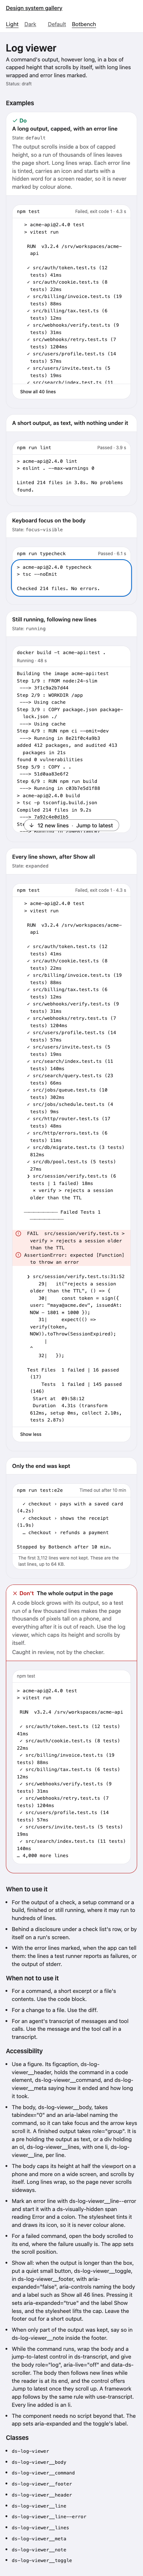 Design system gallery
Light Dark Default Botbench
Log viewer
A command's output, however long, in a box of
capped height that scrolls by itself, with long lines
wrapped and error lines marked.
Status: draft
Examples
✓ Do
A long output, capped, with an error line
State: default
The output scrolls inside a box of capped
height, so a run of thousands of lines leaves
the page short. Long lines wrap. Each error line
is tinted, carries an icon and starts with a
hidden word for a screen reader, so it is never
marked by colour alone.
npm test Failed, exit code 1 · 4.3 s
> acme-api@2.4.0 test
> vitest run
RUN v3.2.4 /srv/workspaces/acme-
api
✓ src/auth/token.test.ts (12
tests) 41ms
✓ src/auth/cookie.test.ts (8
tests) 22ms
✓ src/billing/invoice.test.ts (19
tests) 88ms
✓ src/billing/tax.test.ts (6
tests) 12ms
✓ src/webhooks/verify.test.ts (9
tests) 31ms
✓ src/webhooks/retry.test.ts (7
tests) 1204ms
✓ src/users/profile.test.ts (14
tests) 57ms
✓ src/users/invite.test.ts (5
tests) 19ms
✓ src/search/index.test.ts (11
Show all 46 lines
A short output, as text, with nothing under it
npm run lint Passed · 3.8 s
> acme-api@2.4.0 lint
> eslint . --max-warnings 0
Linted 214 files in 3.8s. No problems
found.
Keyboard focus on the body
State: focus-visible
npm run typecheck Passed · 6.1 s
> acme-api@2.4.0 typecheck
> tsc --noEmit
Checked 214 files. No errors.
Still running, following new lines
State: running
docker build -t acme-api:test .
Running · 48 s
Building the image acme-api:test
Step 1/9 : FROM node:24-slim
Step 2/9 : WORKDIR /app
---> Using cache
Step 3/9 : COPY package.json package-
lock.json ./
---> Using cache
Step 4/9 : RUN npm ci --omit=dev
added 412 packages, and audited 413
packages in 21s
found 0 vulnerabilities
Step 5/9 : COPY . .
Step 6/9 : RUN npm run build
> acme-api@2.4.0 build
> tsc -p tsconfig.build.json
↓ 12 new lines · Jump to latest
Every line shown, after Show all
State: expanded
npm test Failed, exit code 1 · 4.3 s
> acme-api@2.4.0 test
> vitest run
RUN v3.2.4 /srv/workspaces/acme-
api
✓ src/auth/token.test.ts (12
tests) 41ms
✓ src/auth/cookie.test.ts (8
tests) 22ms
✓ src/billing/invoice.test.ts (19
tests) 88ms
✓ src/billing/tax.test.ts (6
tests) 12ms
✓ src/webhooks/verify.test.ts (9
tests) 31ms
✓ src/webhooks/retry.test.ts (7
tests) 1204ms
✓ src/users/profile.test.ts (14
tests) 57ms
✓ src/users/invite.test.ts (5
tests) 19ms
✓ src/search/index.test.ts (11
tests) 140ms
✓ src/search/query.test.ts (23
tests) 66ms
✓ src/jobs/queue.test.ts (10
tests) 302ms
✓ src/jobs/schedule.test.ts (4
tests) 9ms
✓ src/http/router.test.ts (17
tests) 48ms
✓ src/http/errors.test.ts (6
tests) 11ms
✓ src/db/migrate.test.ts (3 tests)
812ms
✓ src/db/pool.test.ts (5 tests)
27ms
❯ src/session/verify.test.ts (6
tests | 1 failed) 18ms
× verify > rejects a session
older than the TTL
Failed Tests 1
FAIL src/session/verify.test.ts >
verify > rejects a session older
than the TTL
AssertionError: expected [Function]
to throw an error
❯ src/session/verify.test.ts:31:52
29| it("rejects a session
older than the TTL", () => {
30| const token = sign({
user: "maya@acme.dev", issuedAt:
NOW - 1801 * 1000 });
31| expect(() =>
verify(token,
NOW)).toThrow(SessionExpired);
|
^
32| });
Test Files 1 failed | 16 passed
(17)
Tests 1 failed | 145 passed
(146)
Start at 09:58:12
Duration 4.31s (transform
612ms, setup 0ms, collect 2.10s,
tests 2.87s)
Show less
Only the end was kept
npm run test:e2e Timed out after 10 min
✓ checkout › pays with a saved card
(4.2s)
✓ checkout › shows the receipt
(1.9s)
… checkout › refunds a payment
Stopped by Botbench after 10 min.
The first 3,112 lines were not kept. These are the
last lines, up to 64 KB.
✕ Don't The whole output in the page
A code block grows with its output, so a test
run of a few thousand lines makes the page
thousands of pixels tall on a phone, and
everything after it is out of reach. Use the log
viewer, which caps its height and scrolls by
itself.
Caught in review, not by the checker.
npm test
> acme-api@2.4.0 test
> vitest run
RUN v3.2.4 /srv/workspaces/acme-api
✓ src/auth/token.test.ts (12 tests)
41ms
✓ src/auth/cookie.test.ts (8 tests)
22ms
✓ src/billing/invoice.test.ts (19
tests) 88ms
✓ src/billing/tax.test.ts (6 tests)
12ms
✓ src/webhooks/verify.test.ts (9
tests) 31ms
✓ src/webhooks/retry.test.ts (7
tests) 1204ms
✓ src/users/profile.test.ts (14
tests) 57ms
✓ src/users/invite.test.ts (5 tests)
19ms
✓ src/search/index.test.ts (11 tests)
140ms
… 4,000 more lines
When to use it
For the output of a check, a setup command or a
build, finished or still running, where it may run to
hundreds of lines.
Behind a disclosure under a check list's row, or by
itself on a run's screen.
With the error lines marked, when the app can tell
them: the lines a test runner reports as failures, or
the output of stderr.
When not to use it
For a command, a short excerpt or a file's
contents. Use the code block.
For a change to a file. Use the diff.
For an agent's transcript of messages and tool
calls. Use the message and the tool call in a
transcript.
Accessibility
Use a figure. Its figcaption, ds-log-
viewer__header, holds the command in a code
element, ds-log-viewer__command, and ds-log-
viewer__meta saying how it ended and how long
it took.
The body, ds-log-viewer__body, takes
tabindex="0" and an aria-label naming the
command, so it can take focus and the arrow keys
scroll it. A finished output takes role="group". It is
a pre holding the output as text, or a div holding
an ol, ds-log-viewer__lines, with one li, ds-log-
viewer__line, per line.
The body caps its height at half the viewport on a
phone and more on a wide screen, and scrolls by
itself. Long lines wrap, so the page never scrolls
sideways.
Mark an error line with ds-log-viewer__line--error
and start it with a ds-visually-hidden span
reading Error and a colon. The stylesheet tints it
and draws its icon, so it is never colour alone.
For a failed command, open the body scrolled to
its end, where the failure usually is. The app sets
the scroll position.
Show all: when the output is longer than the box,
put a quiet small button, ds-log-viewer__toggle,
in ds-log-viewer__footer, with aria-
expanded="false", aria-controls naming the body
and a label such as Show all 46 lines. Pressing it
sets aria-expanded="true" and the label Show
less, and the stylesheet lifts the cap. Leave the
footer out for a short output.
When only part of the output was kept, say so in
ds-log-viewer__note inside the footer.
While the command runs, wrap the body and a
jump-to-latest control in ds-transcript, and give
the body role="log", aria-live="off" and data-ds-
scroller. The body then follows new lines while
the reader is at its end, and the control offers
Jump to latest once they scroll up. A framework
app follows by the same rule with use-transcript.
Every line added is an li.
The component needs no script beyond that. The
app sets aria-expanded and the toggle's label.
Classes
ds-log-viewer
ds-log-viewer__body
ds-log-viewer__command
ds-log-viewer__footer
ds-log-viewer__header
ds-log-viewer__line
ds-log-viewer__line--error
ds-log-viewer__lines
ds-log-viewer__meta
ds-log-viewer__note
ds-log-viewer__toggle